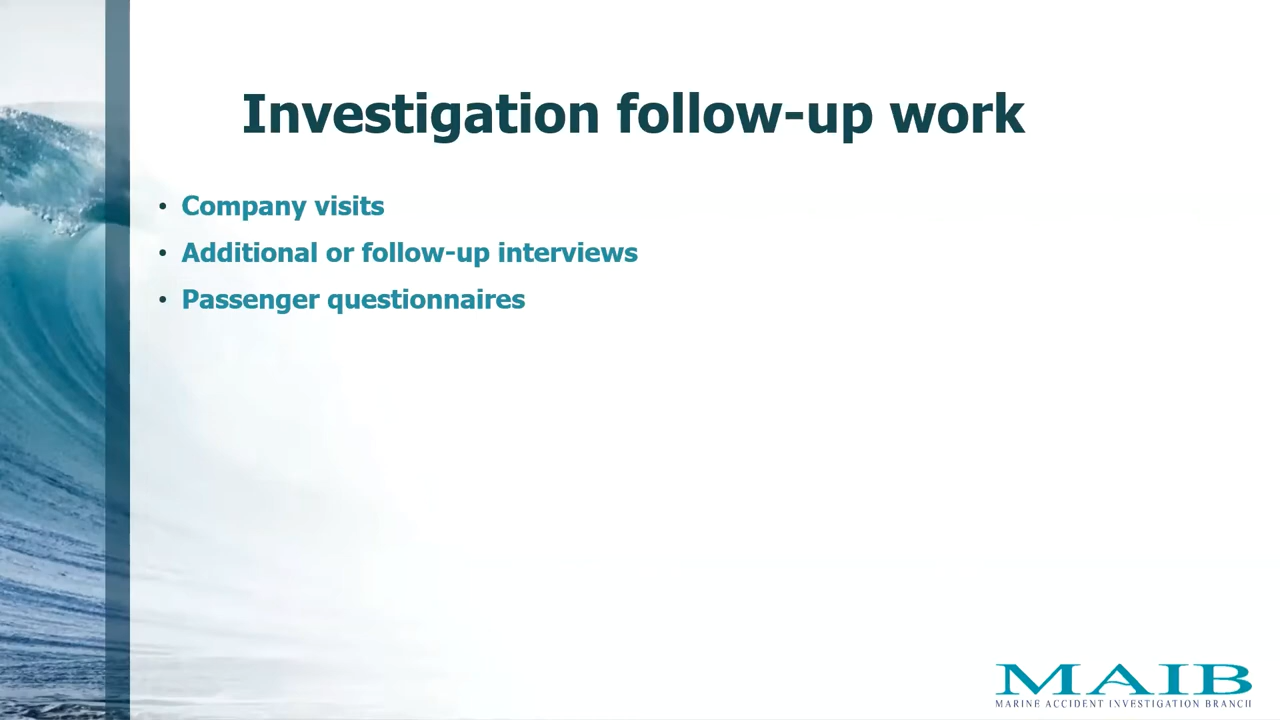 Investigation follow-up work
• Company visits
• Additional or follow-up interviews
• Passenger questionnaires
MAIB
MARINE ACCIDENT INVESTIGATION BRANCH